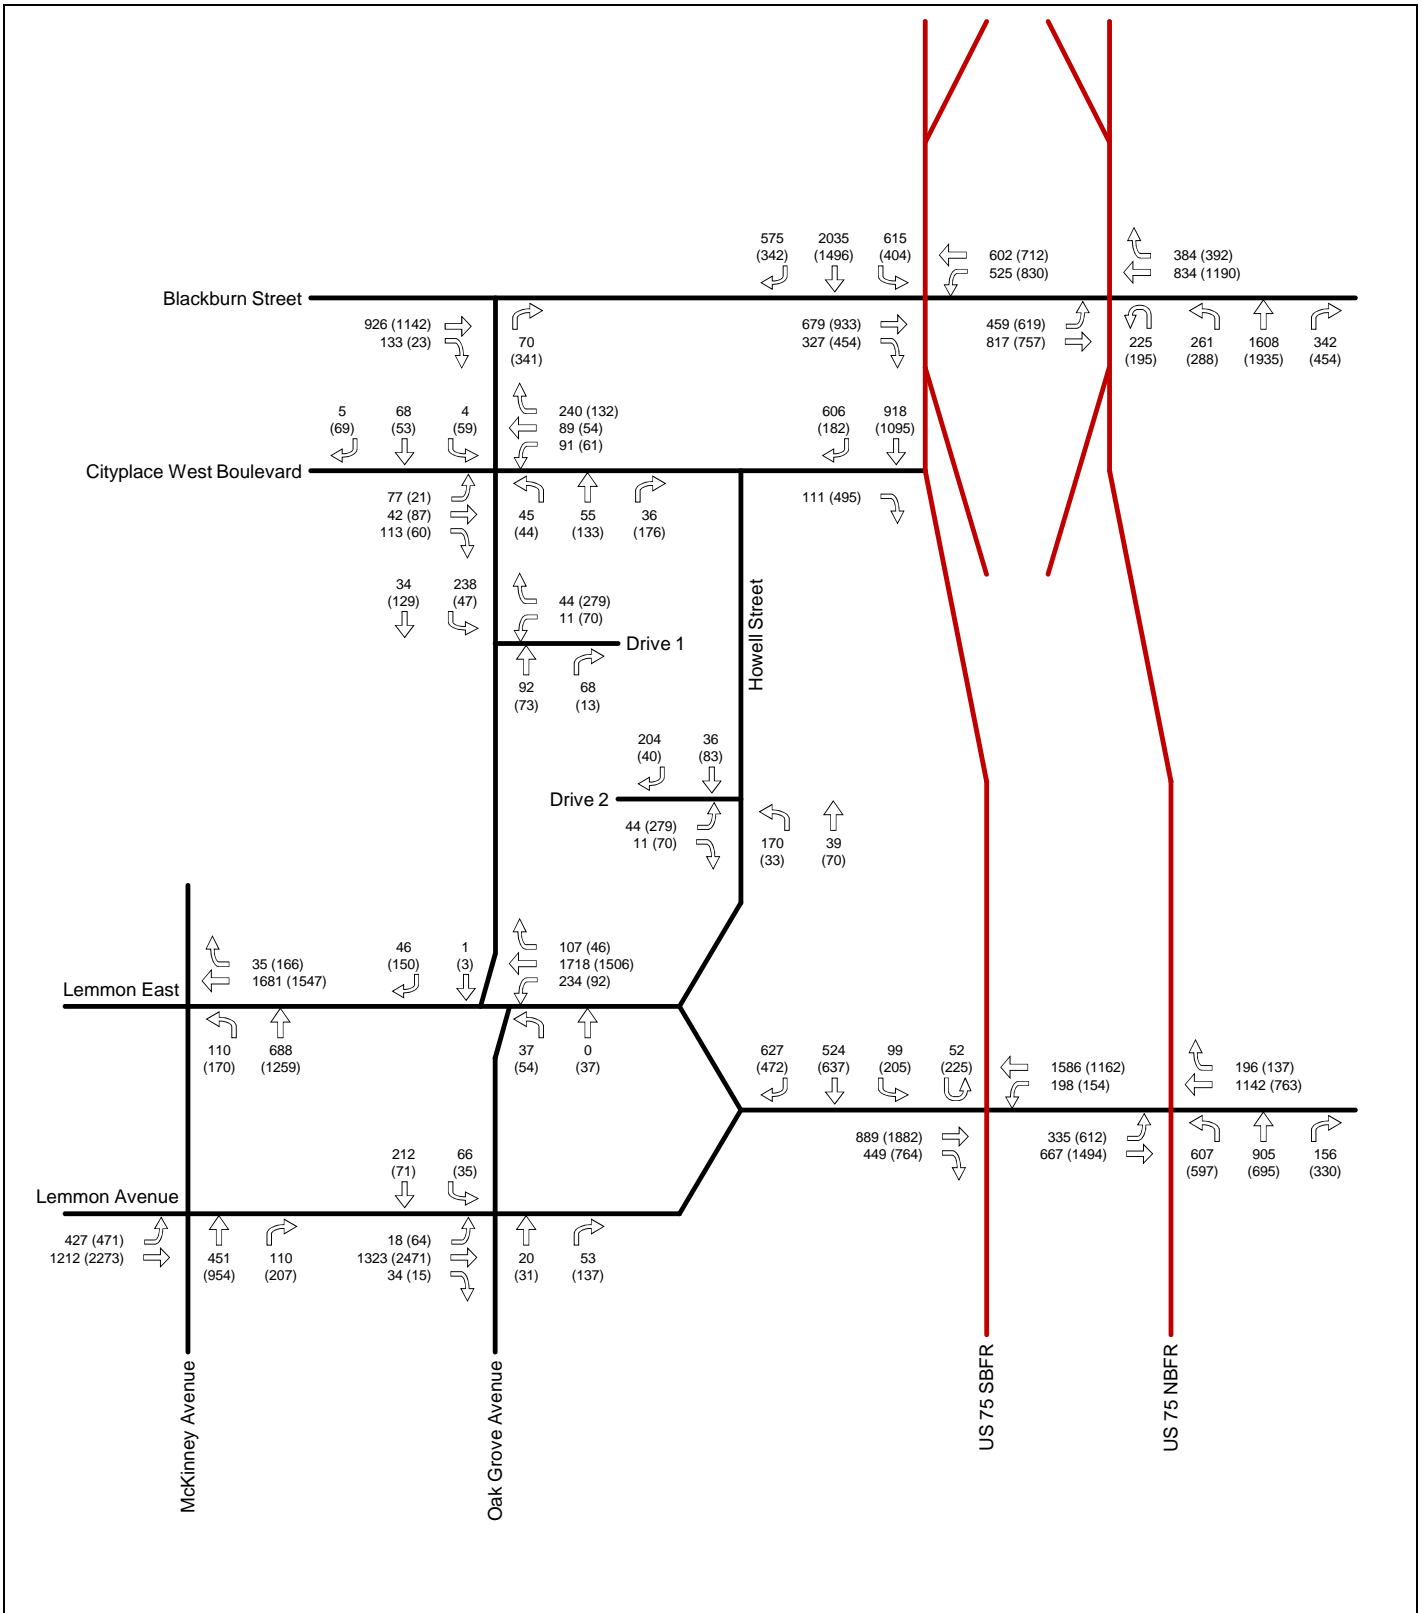 575 2035 615
(342) (1496) (404)
602 (712)
525 (830)
384 (392)
834 (1190)
Blackburn Street
926 (1142)
133 (23)
70
(341)
679 (933)
327 (454)
459 (619)
817 (757)
225 261 1608 342
(195) (288) (1935) (454)
5 68 4
(69) (53) (59)
240 (132)
89 (54)
91 (61)
606 918
(182) (1095)
Cityplace West Boulevard
77 (21)
42 (87)
113 (60)
45 55 36
(44) (133) (176)
111 (495)
34 238
(129) (47)
44 (279)
11 (70)
Howell Street
Drive 1
92 68
(73) (13)
204 36
(40) (83)
Drive 2
44 (279)
11 (70)
170 39
(33) (70)
35 (166)
1681 (1547)
46 1
(150) (3)
107 (46)
1718 (1506)
234 (92)
Lemmon East
110 688
(170) (1259)
37 0
(54) (37)
627 524 99 52
(472) (637) (205) (225)
1586 (1162)
198 (154)
196 (137)
1142 (763)
889 (1882)
449 (764)
335 (612)
667 (1494)
607 905 156
(597) (695) (330)
212 66
(71) (35)
Lemmon Avenue
427 (471)
1212 (2273)
451 110
(954) (207)
18 (64)
1323 (2471)
34 (15)
20 53
(31) (137)
McKinney Avenue
Oak Grove Avenue
US 75 SBFR
US 75 NBFR